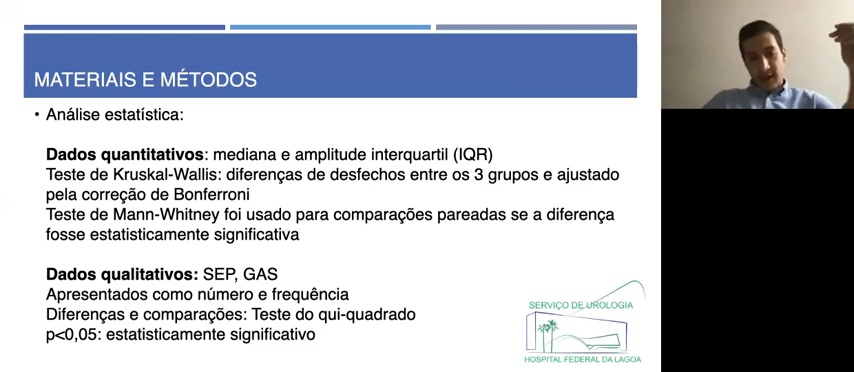 MATERIAIS E MÉTODOS
• Análise estatística:
Dados quantitativos: mediana e amplitude interquartil (IQR)
Teste de Kruskal-Wallis: diferenças de desfechos entre os 3 grupos e ajustado
pela correção de Bonferroni
Teste de Mann-Whitney foi usado para comparações pareadas se a diferença
fosse estatisticamente significativa
Dados qualitativos: SEP, GAS
Apresentados como número e frequência
Diferenças e comparações: Teste do qui-quadrado
p<0,05: estatisticamente significativo
SERVIÇO DE UROLOGIA
HOSPITAL FEDERAL DA LAGOA